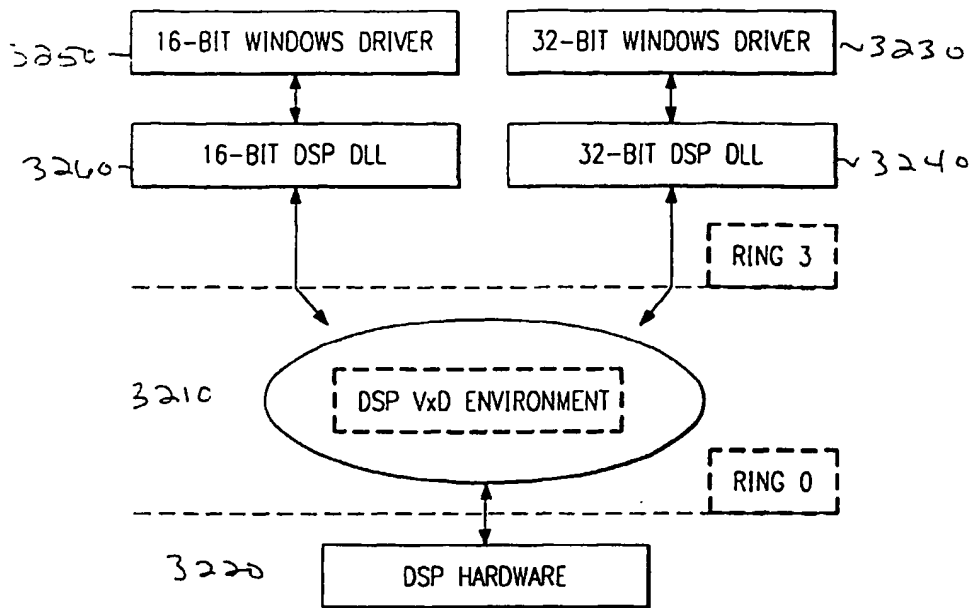 3250 16-BIT WINDOWS DRIVER 32-BIT WINDOWS DRIVER 3230
3260 16-BIT DSP DLL 32-BIT DSP DLL 3240
RING 3
3210 DSP VxD ENVIRONMENT
RING 0
3220 DSP HARDWARE